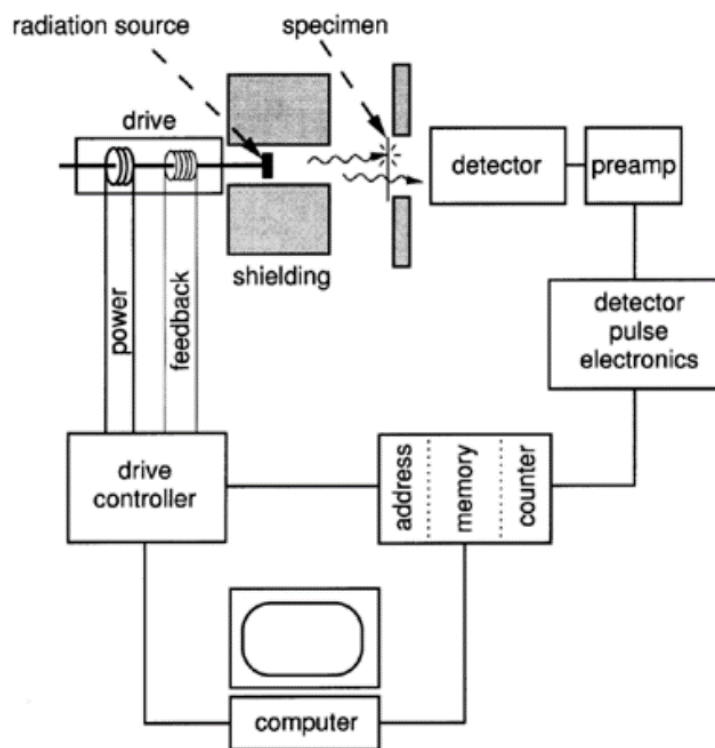 radiation source
specimen
drive
detector
preamp
shielding
power
feedback
detector
pulse
electronics
drive
controller
address
memory
counter
computer